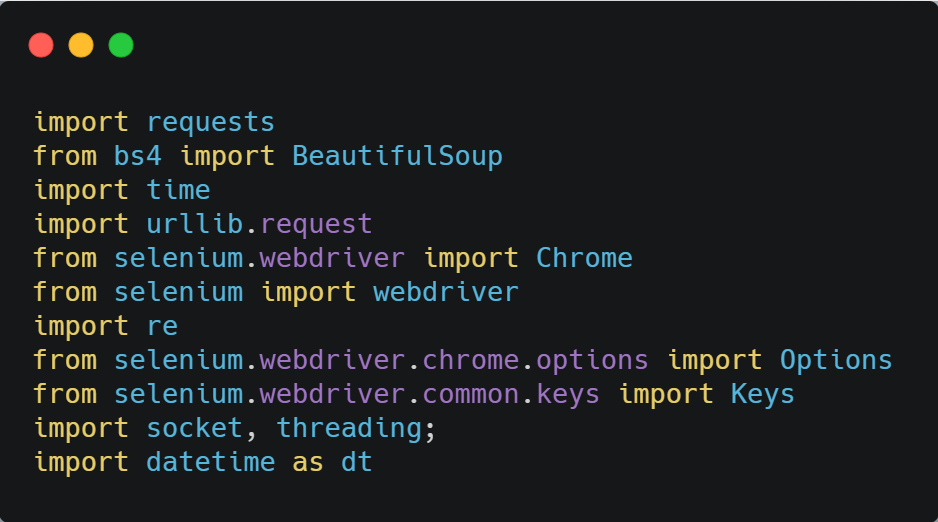 import requests
from bs4 import BeautifulSoup
import time
import urllib.request
from selenium.webdriver import Chrome
from selenium import webdriver
import re
from selenium.webdriver.chrome.options import Options
from selenium.webdriver.common.keys import Keys
import socket, threading;
import datetime as dt